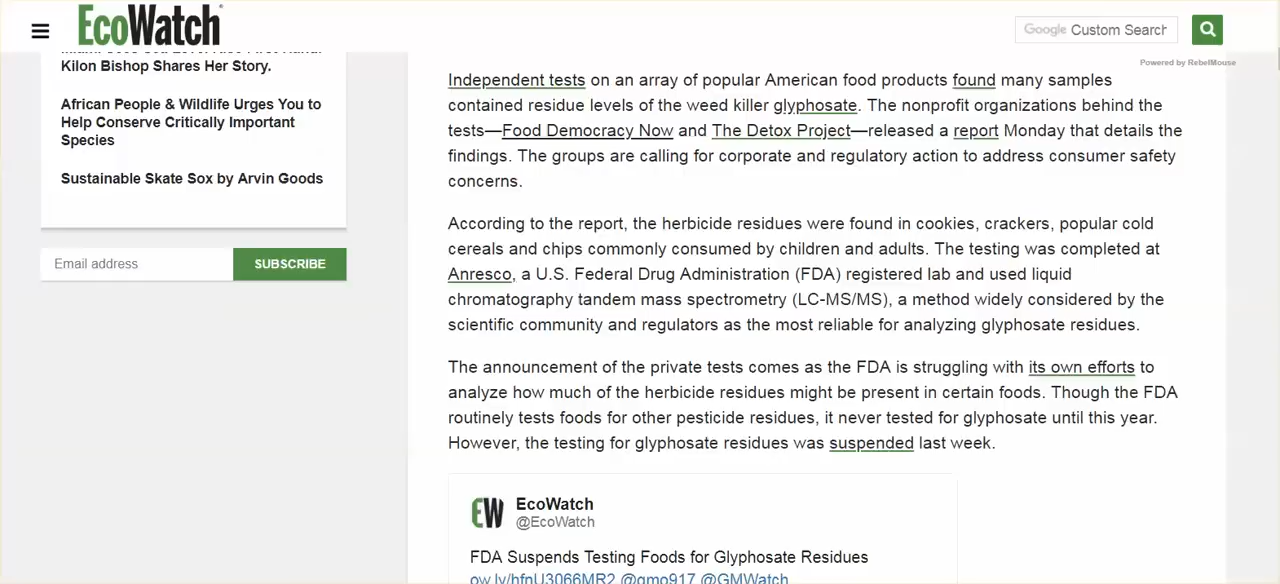 EcoWatch
Google Custom Search
Powered by RebelMouse
Kilon Bishop Shares Her Story.
African People & Wildlife Urges You to
Help Conserve Critically Important
Species
Sustainable Skate Sox by Arvin Goods
Email address
SUBSCRIBE
Independent tests on an array of popular American food products found many samples
contained residue levels of the weed killer glyphosate. The nonprofit organizations behind the
tests—Food Democracy Now and The Detox Project—released a report Monday that details the
findings. The groups are calling for corporate and regulatory action to address consumer safety
concerns.
According to the report, the herbicide residues were found in cookies, crackers, popular cold
cereals and chips commonly consumed by children and adults. The testing was completed at
Anresco, a U.S. Federal Drug Administration (FDA) registered lab and used liquid
chromatography tandem mass spectrometry (LC-MS/MS), a method widely considered by the
scientific community and regulators as the most reliable for analyzing glyphosate residues.
The announcement of the private tests comes as the FDA is struggling with its own efforts to
analyze how much of the herbicide residues might be present in certain foods. Though the FDA
routinely tests foods for other pesticide residues, it never tested for glyphosate until this year.
However, the testing for glyphosate residues was suspended last week.
EW
EcoWatch
@EcoWatch
FDA Suspends Testing Foods for Glyphosate Residues
ow.ly/hfnU3066MR2 @gmo917 @GMWatch